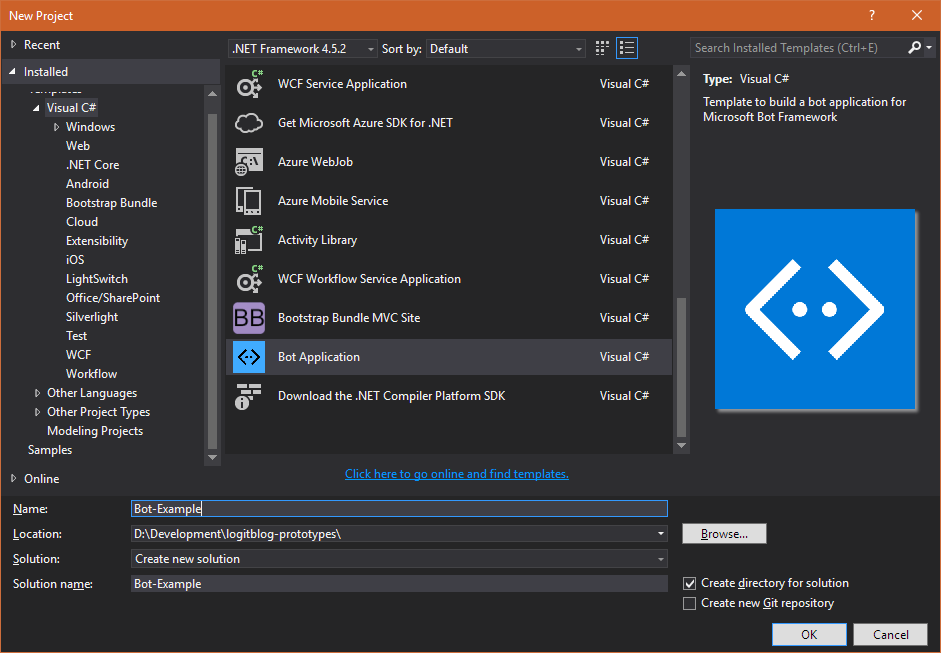 New Project
Recent
Installed
Templates
Visual C#
Windows
Web
.NET Core
Android
Bootstrap Bundle
Cloud
Extensibility
iOS
LightSwitch
Office/SharePoint
Silverlight
Test
WCF
Workflow
Other Languages
Other Project Types
Modeling Projects
Samples
Online
.NET Framework 4.5.2 Sort by: Default
WCF Service Application Visual C#
Get Microsoft Azure SDK for .NET Visual C#
Azure WebJob Visual C#
Azure Mobile Service Visual C#
Activity Library Visual C#
WCF Workflow Service Application Visual C#
BB Bootstrap Bundle MVC Site Visual C#
Bot Application Visual C#
Download the .NET Compiler Platform SDK Visual C#
Click here to go online and find templates.
Search Installed Templates (Ctrl+E)
Type: Visual C#
Template to build a bot application for
Microsoft Bot Framework
Name: Bot-Example
Location: D:\Development\logitblog-prototypes\ Browse...
Solution: Create new solution
Solution name: Bot-Example
Create directory for solution
Create new Git repository
OK Cancel